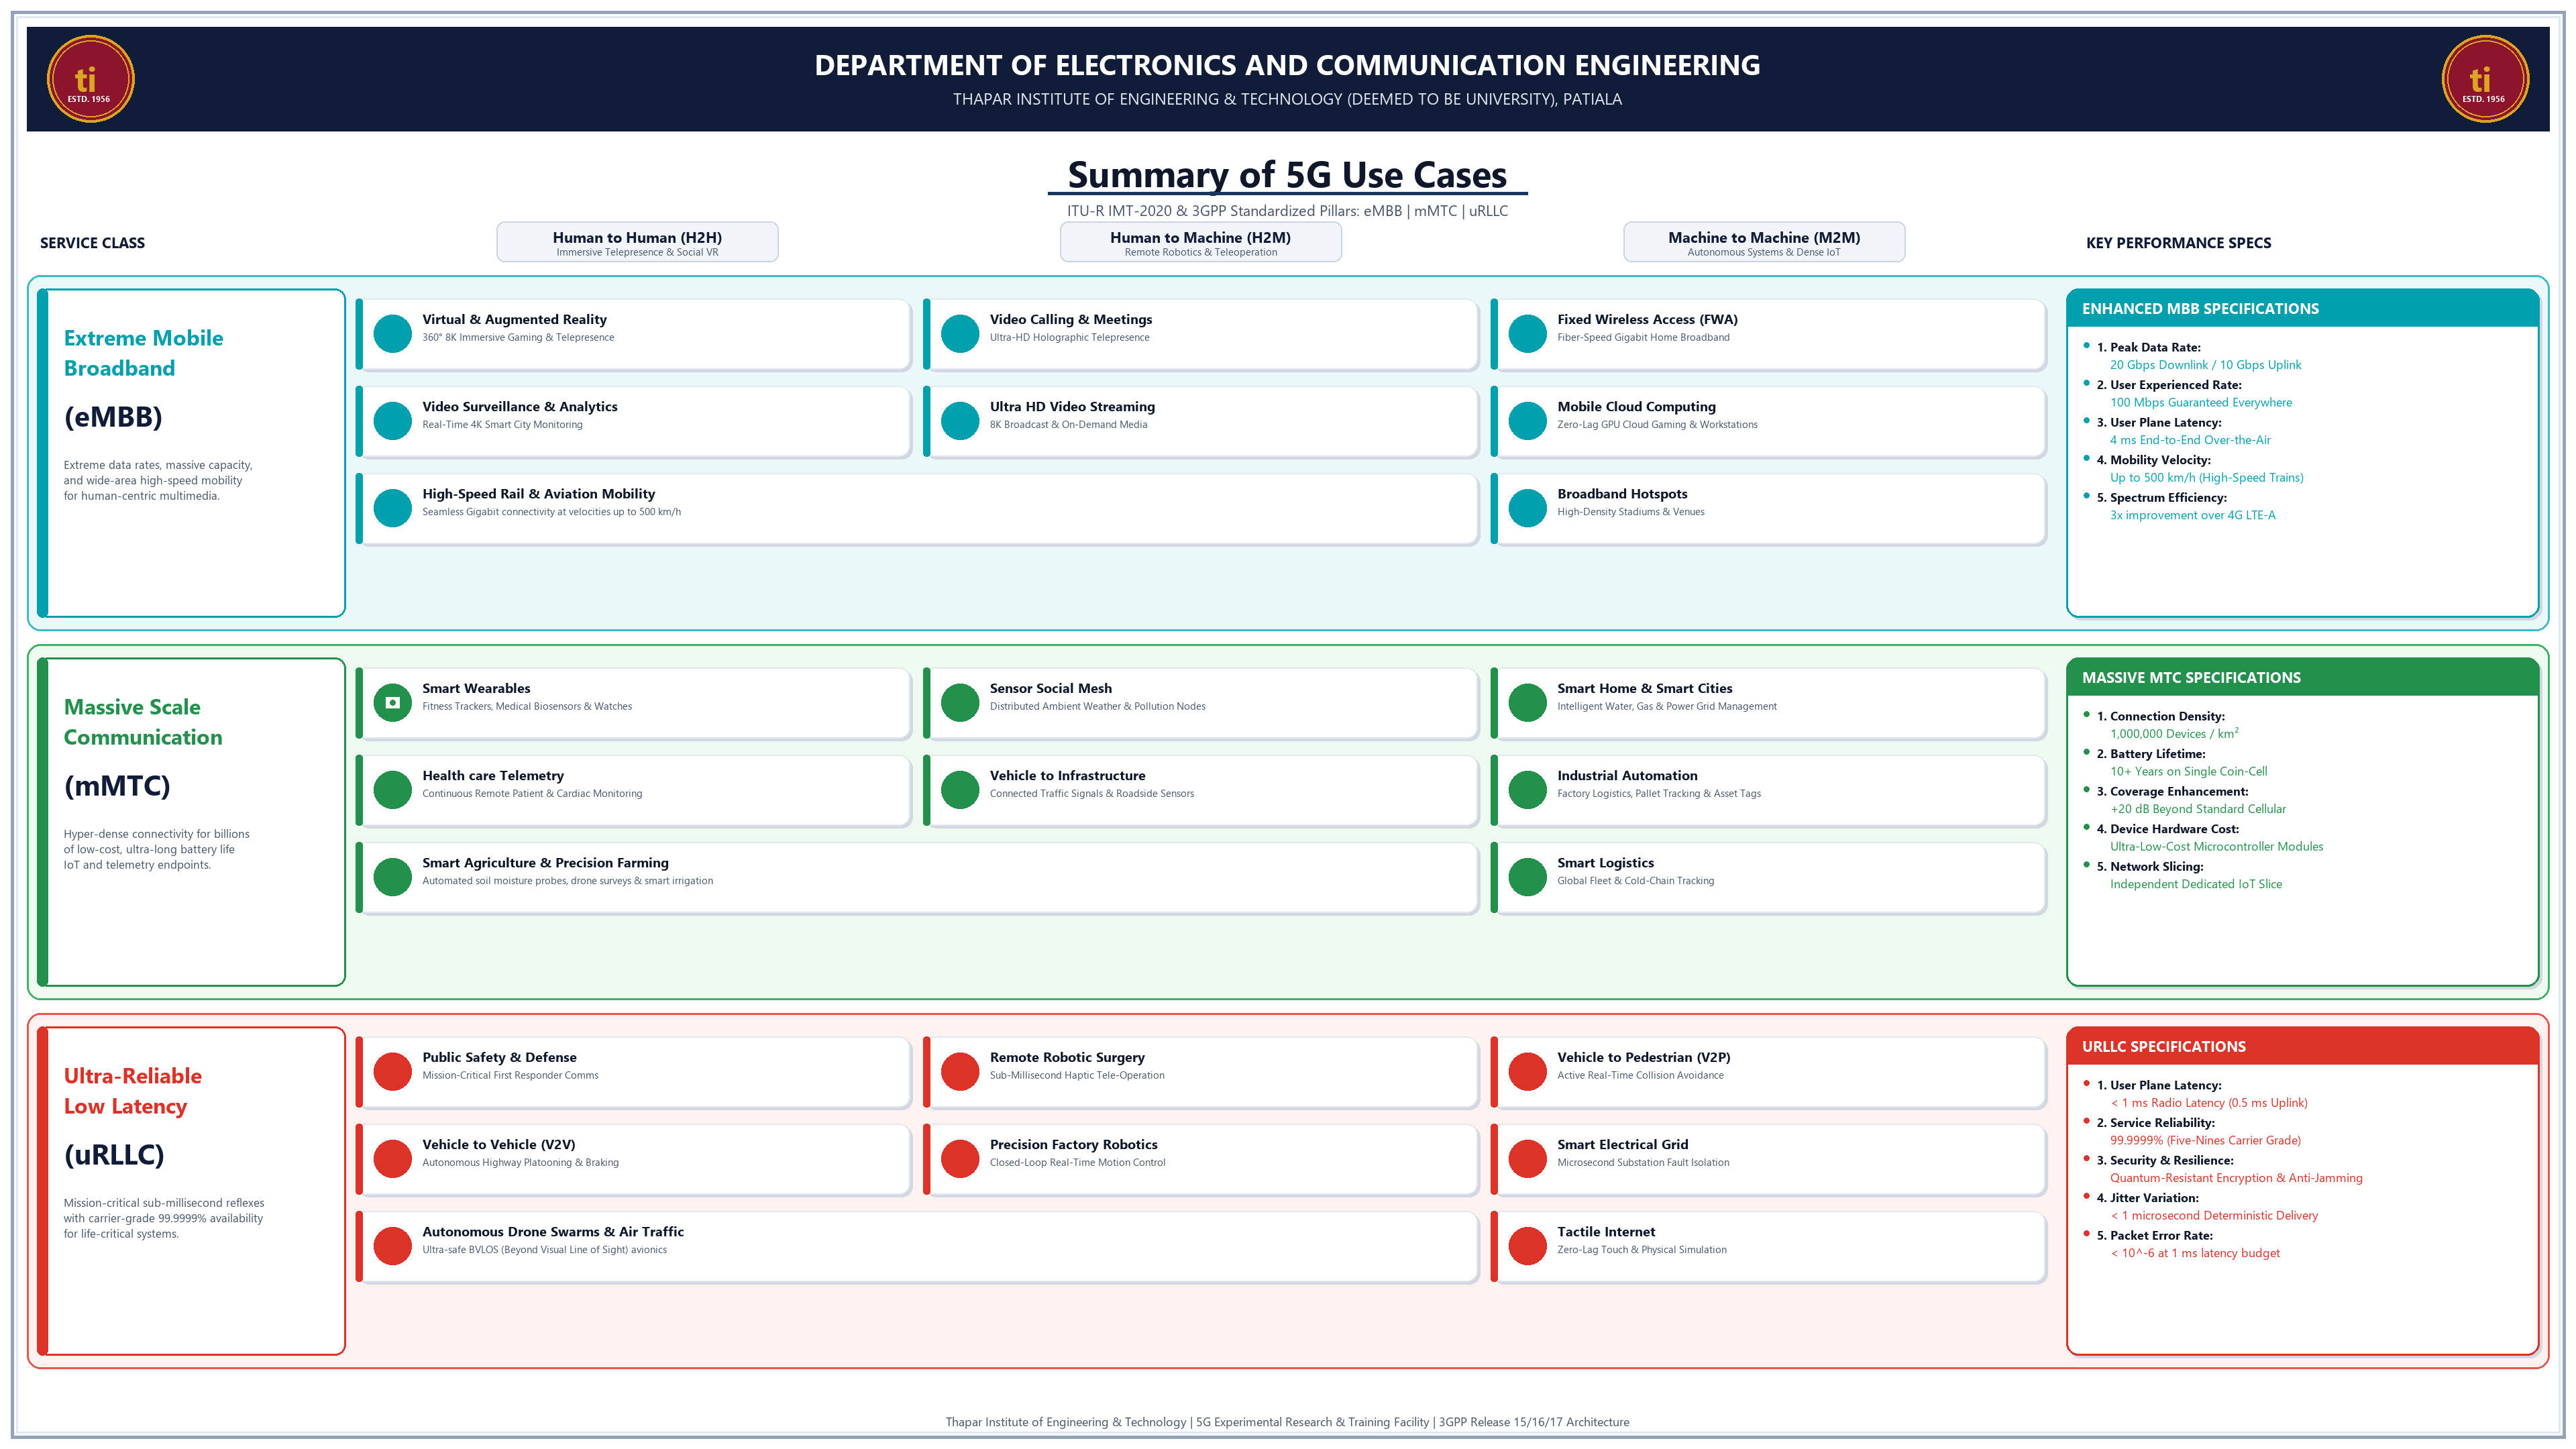 ti
ESTD. 1956
DEPARTMENT OF ELECTRONICS AND COMMUNICATION ENGINEERING
THAPAR INSTITUTE OF ENGINEERING & TECHNOLOGY (DEEMED TO BE UNIVERSITY), PATIALA
ti
ESTD. 1956
Summary of 5G Use Cases
ITU-R IMT-2020 & 3GPP Standardized Pillars: eMBB | mMTC | uRLLC
SERVICE CLASS
Human to Human (H2H)
Immersive Telepresence & Social VR
Human to Machine (H2M)
Remote Robotics & Teleoperation
Machine to Machine (M2M)
Autonomous Systems & Dense IoT
KEY PERFORMANCE SPECS
Extreme Mobile
Broadband
(eMBB)
Extreme data rates, massive capacity,
and wide-area high-speed mobility
for human-centric multimedia.
Virtual & Augmented Reality
360° 8K Immersive Gaming & Telepresence
Video Calling & Meetings
Ultra-HD Holographic Telepresence
Fixed Wireless Access (FWA)
Fiber-Speed Gigabit Home Broadband
Video Surveillance & Analytics
Real-Time 4K Smart City Monitoring
Ultra HD Video Streaming
8K Broadcast & On-Demand Media
Mobile Cloud Computing
Zero-Lag GPU Cloud Gaming & Workstations
High-Speed Rail & Aviation Mobility
Seamless Gigabit connectivity at velocities up to 500 km/h
Broadband Hotspots
High-Density Stadiums & Venues
ENHANCED MBB SPECIFICATIONS
• 1. Peak Data Rate:
20 Gbps Downlink / 10 Gbps Uplink
• 2. User Experienced Rate:
100 Mbps Guaranteed Everywhere
• 3. User Plane Latency:
4 ms End-to-End Over-the-Air
• 4. Mobility Velocity:
Up to 500 km/h (High-Speed Trains)
• 5. Spectrum Efficiency:
3x improvement over 4G LTE-A
Massive Scale
Communication
(mMTC)
Hyper-dense connectivity for billions
of low-cost, ultra-long battery life
IoT and telemetry endpoints.
Smart Wearables
Fitness Trackers, Medical Biosensors & Watches
Sensor Social Mesh
Distributed Ambient Weather & Pollution Nodes
Smart Home & Smart Cities
Intelligent Water, Gas & Power Grid Management
Health care Telemetry
Continuous Remote Patient & Cardiac Monitoring
Vehicle to Infrastructure
Connected Traffic Signals & Roadside Sensors
Industrial Automation
Factory Logistics, Pallet Tracking & Asset Tags
Smart Agriculture & Precision Farming
Automated soil moisture probes, drone surveys & smart irrigation
Smart Logistics
Global Fleet & Cold-Chain Tracking
MASSIVE MTC SPECIFICATIONS
• 1. Connection Density:
1,000,000 Devices / km²
• 2. Battery Lifetime:
10+ Years on Single Coin-Cell
• 3. Coverage Enhancement:
+20 dB Beyond Standard Cellular
• 4. Device Hardware Cost:
Ultra-Low-Cost Microcontroller Modules
• 5. Network Slicing:
Independent Dedicated IoT Slice
Ultra-Reliable
Low Latency
(uRLLC)
Mission-critical sub-millisecond reflexes
with carrier-grade 99.9999% availability
for life-critical systems.
Public Safety & Defense
Mission-Critical First Responder Comms
Remote Robotic Surgery
Sub-Millisecond Haptic Tele-Operation
Vehicle to Pedestrian (V2P)
Active Real-Time Collision Avoidance
Vehicle to Vehicle (V2V)
Autonomous Highway Platooning & Braking
Precision Factory Robotics
Closed-Loop Real-Time Motion Control
Smart Electrical Grid
Microsecond Substation Fault Isolation
Autonomous Drone Swarms & Air Traffic
Ultra-safe BVLOS (Beyond Visual Line of Sight) avionics
Tactile Internet
Zero-Lag Touch & Physical Simulation
URLLC SPECIFICATIONS
• 1. User Plane Latency:
< 1 ms Radio Latency (0.5 ms Uplink)
• 2. Service Reliability:
99.9999% (Five-Nines Carrier Grade)
• 3. Security & Resilience:
Quantum-Resistant Encryption & Anti-Jamming
• 4. Jitter Variation:
< 1 microsecond Deterministic Delivery
• 5. Packet Error Rate:
< 10^-6 at 1 ms latency budget
Thapar Institute of Engineering & Technology | 5G Experimental Research & Training Facility | 3GPP Release 15/16/17 Architecture